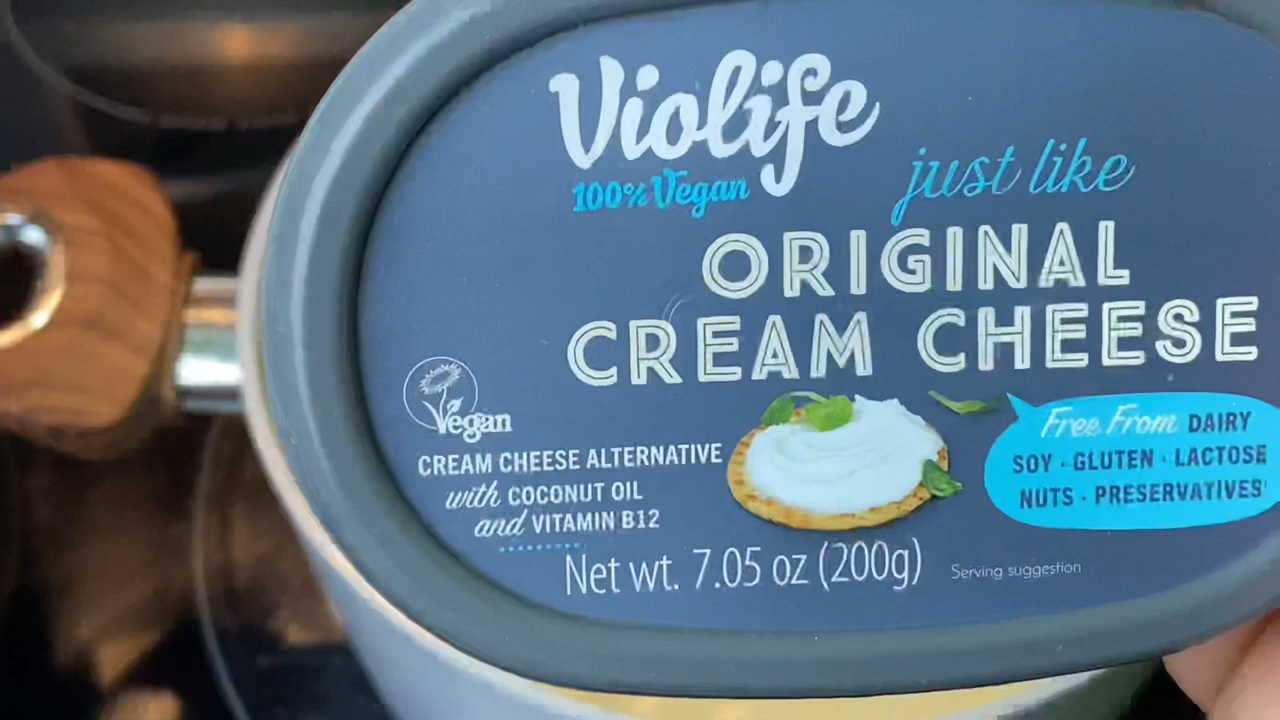 Violife
100% Vegan
just like
ORIGINAL
CREAM CHEESE
Vegan
CREAM CHEESE ALTERNATIVE
with COCONUT OIL
and VITAMIN B12
Free From DAIRY
SOY · GLUTEN · LACTOSE
NUTS · PRESERVATIVES
Net wt. 7.05 oz (200g)
Serving suggestion